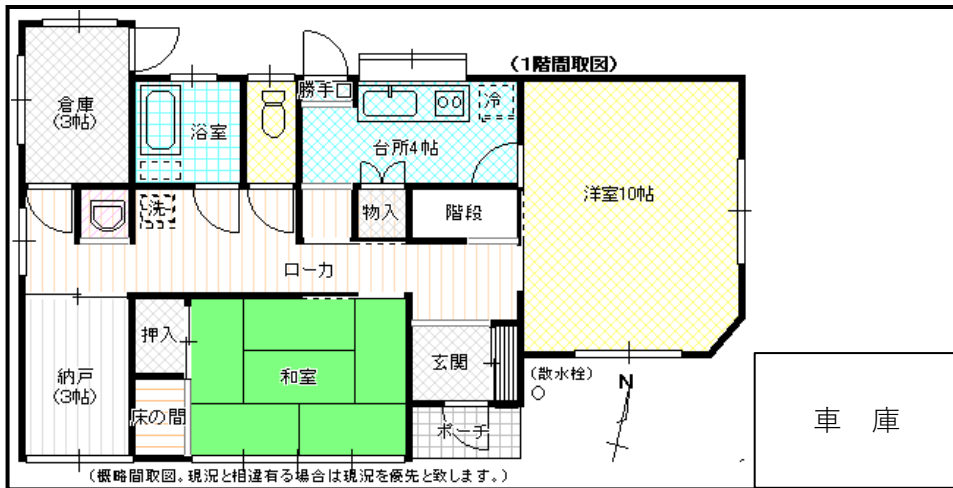 (1階間取図)
倉庫
(3帖)
浴室
勝手口
冷
台所4帖
洋室10帖
洗
物入
階段
ローカ
押入
和室
玄関
(散水栓)
N
納戸
(3帖)
床の間
ポーチ
車 庫
(概略間取図。現況と相違有る場合は現況を優先と致します。)